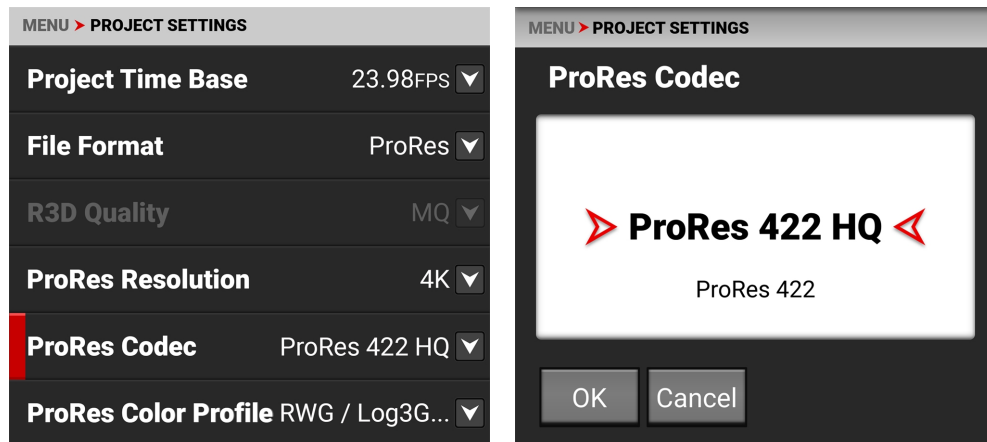 MENU PROJECT SETTINGS
Project Time Base 23.98FPS
File Format ProRes
R3D Quality MQ
ProRes Resolution 4K
ProRes Codec ProRes 422 HQ
ProRes Color Profile RWG / Log3G...
MENU PROJECT SETTINGS
ProRes Codec
ProRes 422 HQ
ProRes 422
OK Cancel